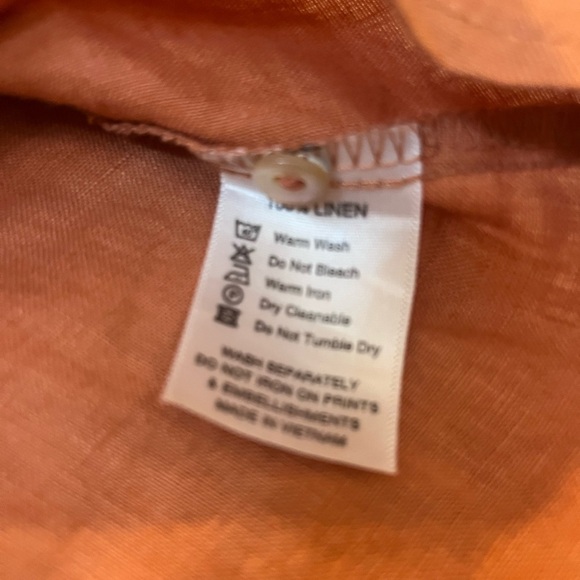 100% LINEN
Warm Wash
Do Not Bleach
Warm Iron
Dry Cleanable
Do Not Tumble Dry
WASH SEPARATELY
DO NOT IRON ON PRINTS
& EMBELLISHMENTS
MADE IN VIETNAM